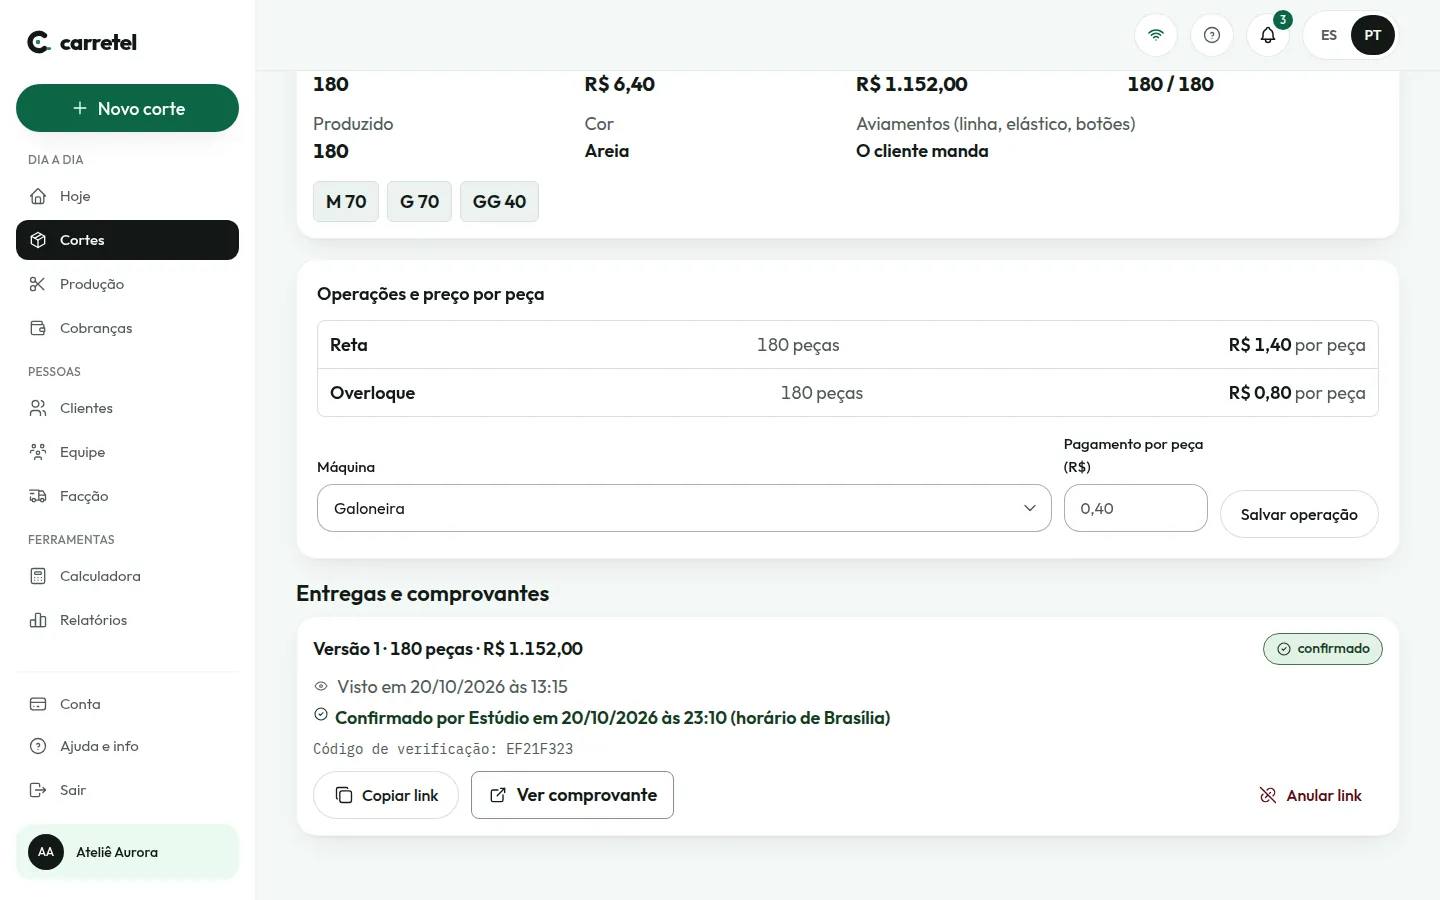 carretel
3
ES
PT
Novo corte
DIA A DIA
Hoje
Cortes
Produção
Cobranças
PESSOAS
Clientes
Equipe
Facção
FERRAMENTAS
Calculadora
Relatórios
Conta
Ajuda e info
Sair
AA
Ateliê Aurora
180
R$ 6,40
R$ 1.152,00
180 / 180
Produzido
Cor
Aviamentos (linha, elástico, botões)
180
Areia
O cliente manda
M 70
G 70
GG 40
Operações e preço por peça
Reta 180 peças R$ 1,40 por peça
Overloque 180 peças R$ 0,80 por peça
Máquina
Pagamento por peça
(R$)
Galoneira
0,40
Salvar operação
Entregas e comprovantes
Versão 1 · 180 peças · R$ 1.152,00
confirmado
Visto em 20/10/2026 às 13:15
Confirmado por Estúdio em 20/10/2026 às 23:10 (horário de Brasília)
Código de verificação: EF21F323
Copiar link
Ver comprovante
Anular link